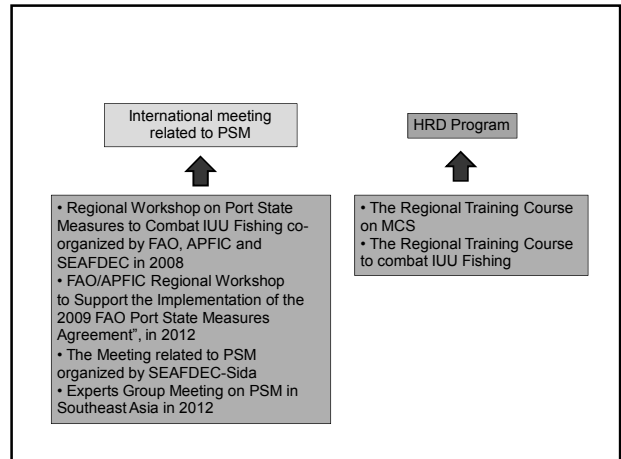 International meeting
related to PSM
• Regional Workshop on Port State
Measures to Combat IUU Fishing co-
organized by FAO, APFIC and
SEAFDEC in 2008
• FAO/APFIC Regional Workshop
to Support the Implementation of the
2009 FAO Port State Measures
Agreement”, in 2012
• The Meeting related to PSM
organized by SEAFDEC-Sida
• Experts Group Meeting on PSM in
Southeast Asia in 2012
HRD Program
• The Regional Training Course
on MCS
• The Regional Training Course
to combat IUU Fishing